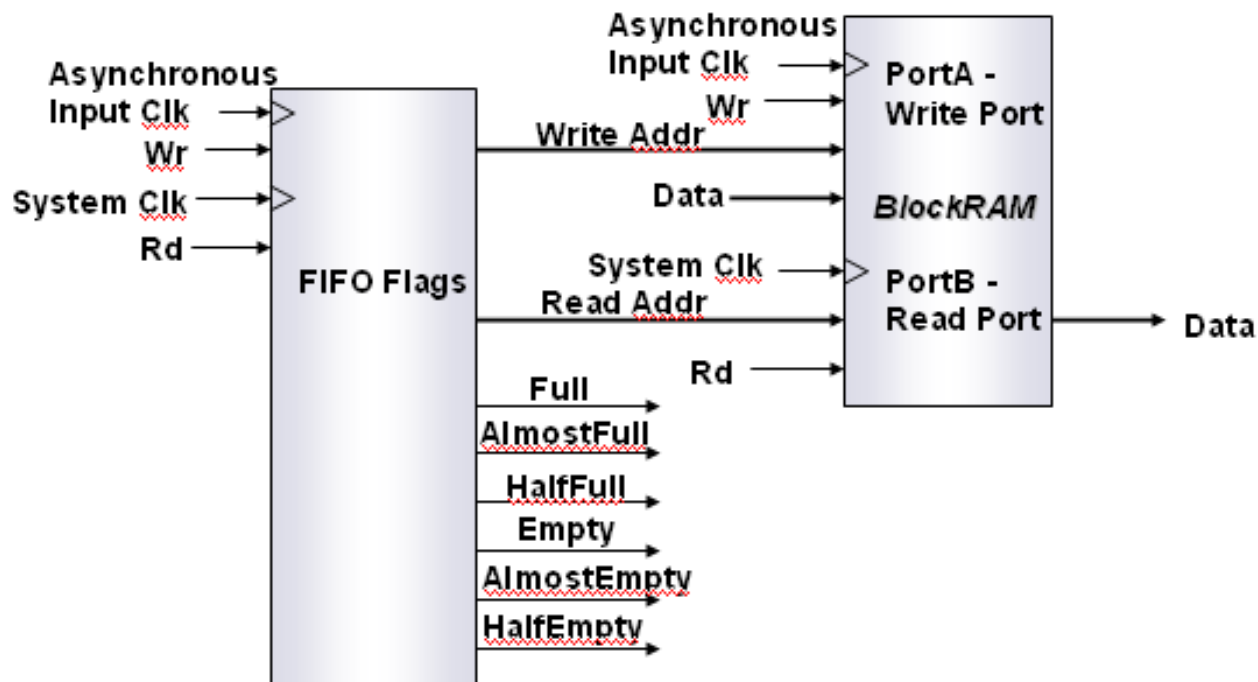 Asynchronous
Input Clk
Wr
System Clk
Rd
FIFO Flags
Write Addr
Read Addr
Full
AlmostFull
HalfFull
Empty
AlmostEmpty
HalfEmpty
Asynchronous
Input Clk
Wr
Data
System Clk
Rd
PortA -
Write Port
BlockRAM
PortB -
Read Port
Data